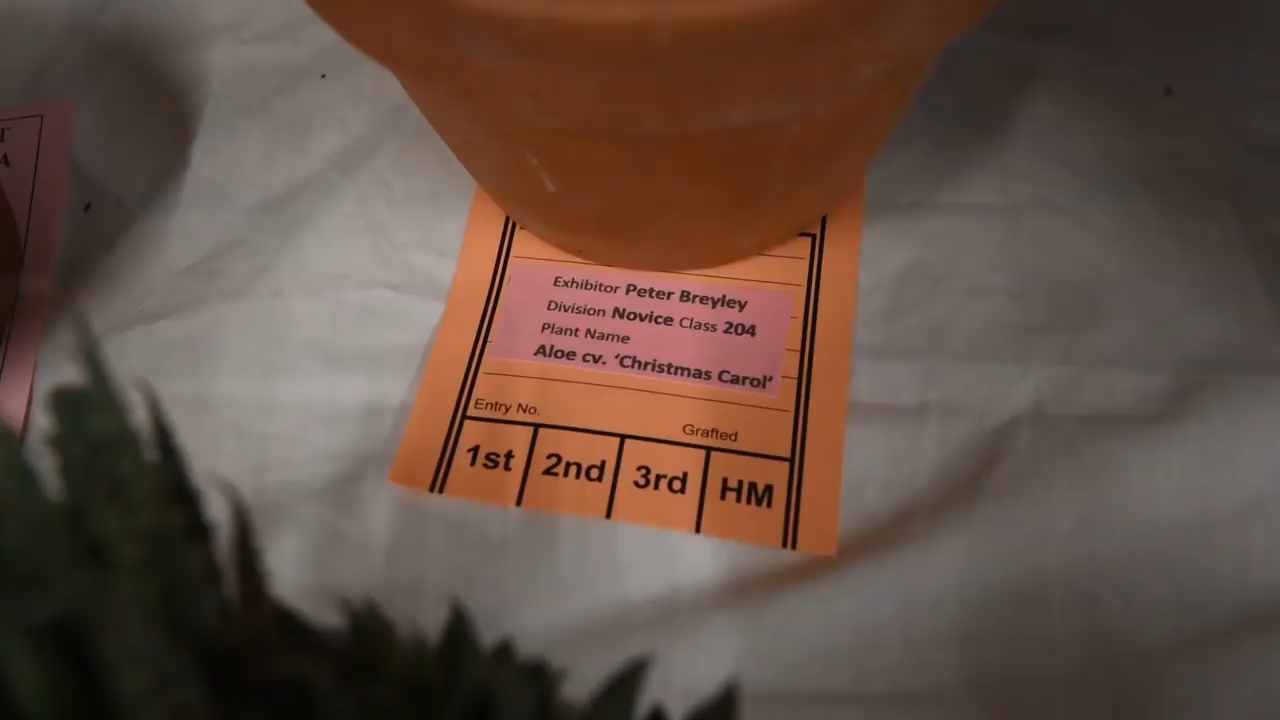 T
A
Exhibitor Peter Breyley
Division Novice Class 204
Plant Name
Aloe cv. ‘Christmas Carol’
Entry No.
Grafted
1st 2nd 3rd HM